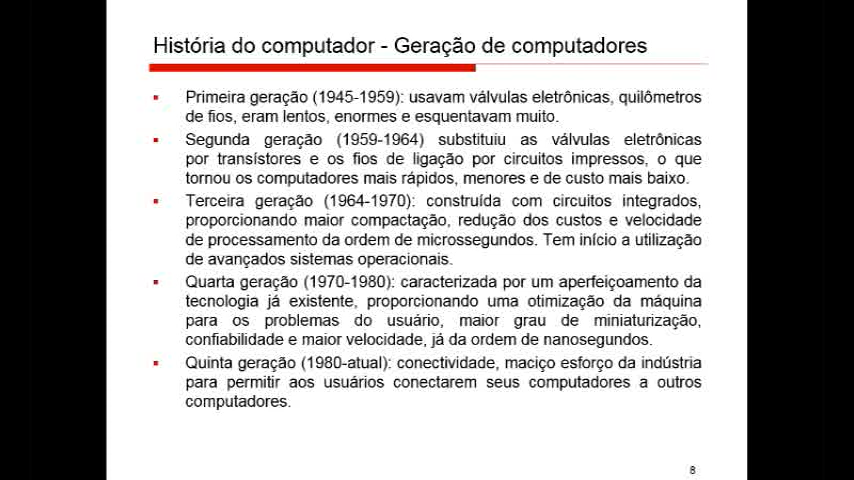 História do computador - Geração de computadores
Primeira geração (1945-1959): usavam válvulas eletrônicas, quilômetros
de fios, eram lentos, enormes e esquentavam muito.
Segunda geração (1959-1964) substituiu as válvulas eletrônicas
por transístores e os fios de ligação por circuitos impressos, o que
tornou os computadores mais rápidos, menores e de custo mais baixo.
Terceira geração (1964-1970): construída com circuitos integrados,
proporcionando maior compactação, redução dos custos e velocidade
de processamento da ordem de microssegundos. Tem início a utilização
de avançados sistemas operacionais.
Quarta geração (1970-1980): caracterizada por um aperfeiçoamento da
tecnologia já existente, proporcionando uma otimização da máquina
para os problemas do usuário, maior grau de miniaturização,
confiabilidade e maior velocidade, já da ordem de nanosegundos.
Quinta geração (1980-atual): conectividade, maciço esforço da indústria
para permitir aos usuários conectarem seus computadores a outros
computadores.
8